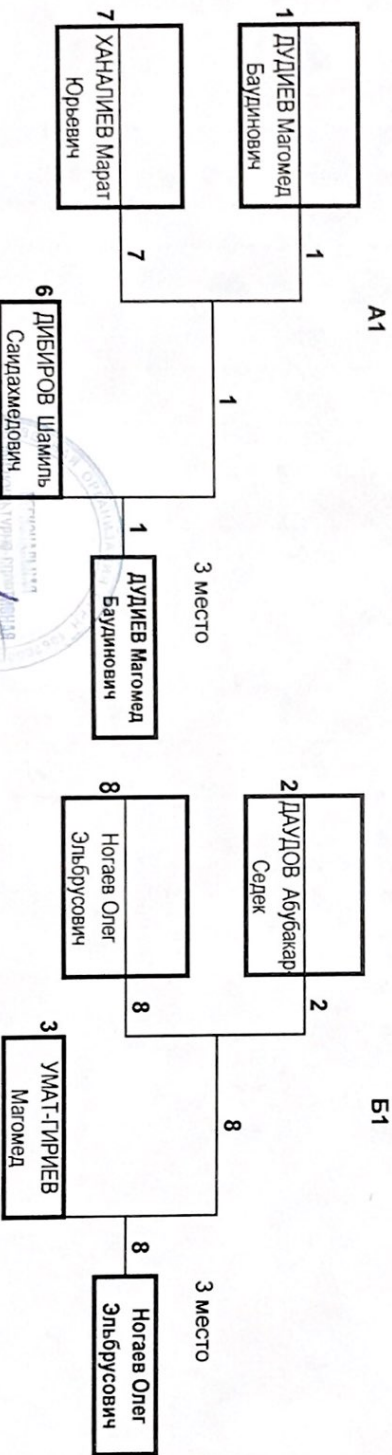 А1
1
ДУДИЕВ Магомед
Баудинович
1
7
ХАНАЛИЕВ Марат
Юрьевич
7
1
6
ДИБИРОВ Шамиль
Саидахмедович
1
3 место
ДУДИЕВ Магомед
Баудинович
Б1
2
ДАУДОВ Абубакар-
Седек
2
8
Ногаев Олег
Эльбрусович
8
8
3
УМАТ-ГИРИЕВ
Магомед
8
3 место
Ногаев Олег
Эльбрусович